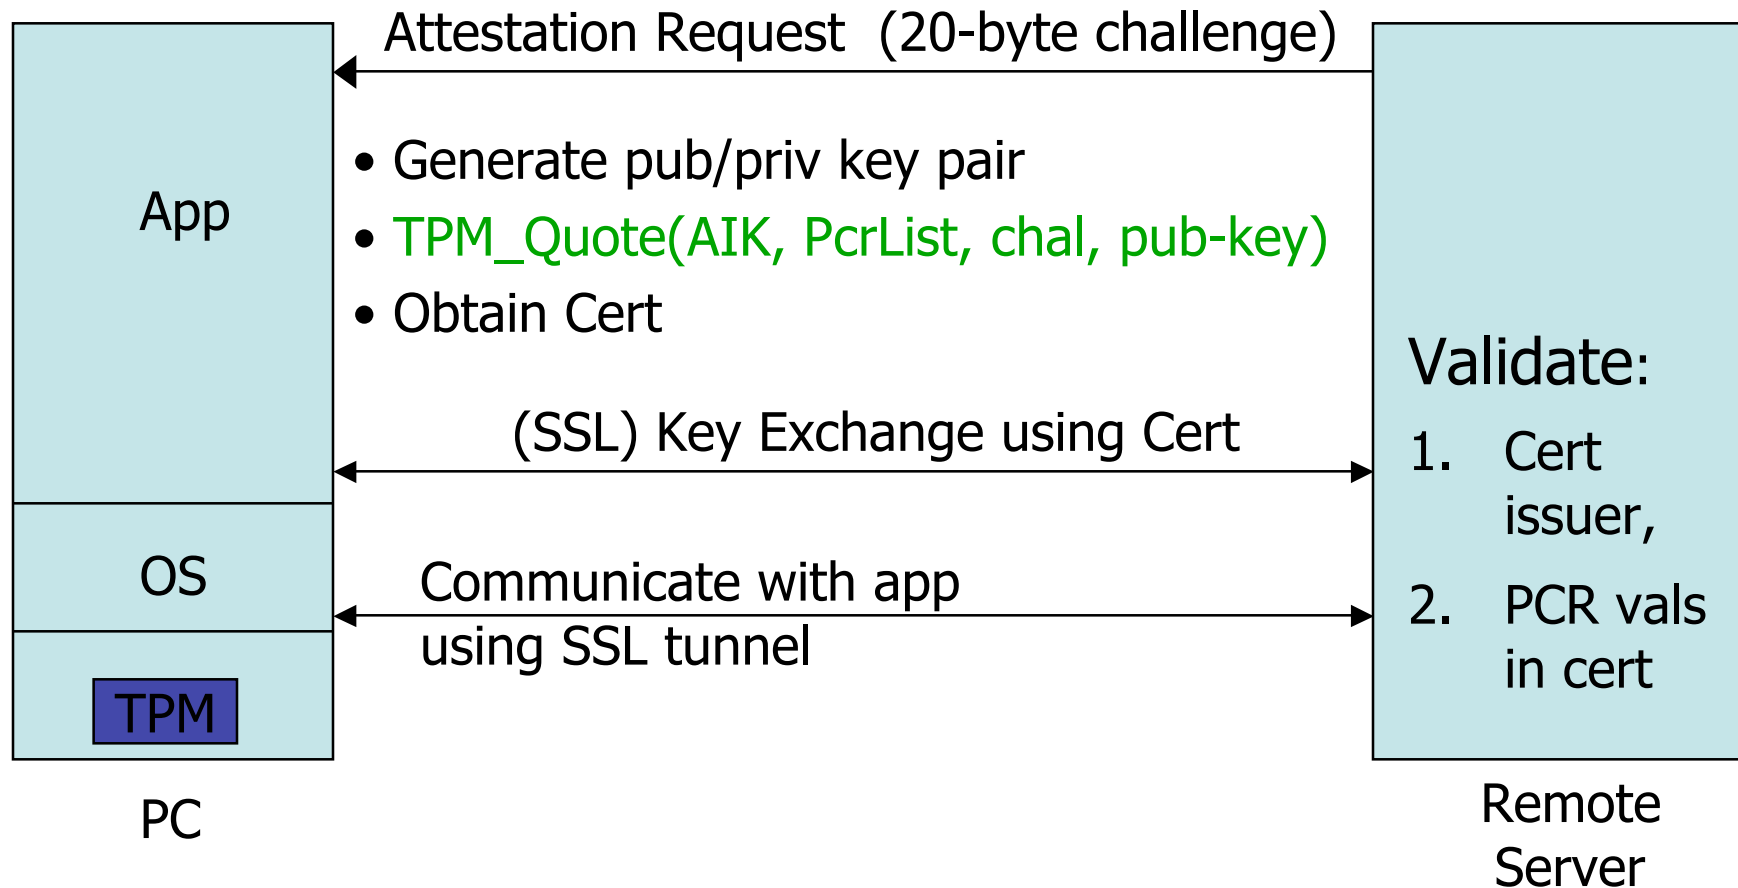 Attestation Request (20-byte challenge)
App
• Generate pub/priv key pair
• TPM_Quote(AIK, PcrList, chal, pub-key)
• Obtain Cert
(SSL) Key Exchange using Cert
OS
Communicate with app
using SSL tunnel
TPM
PC
Validate:
1. Cert
issuer,
2. PCR vals
in cert
Remote
Server